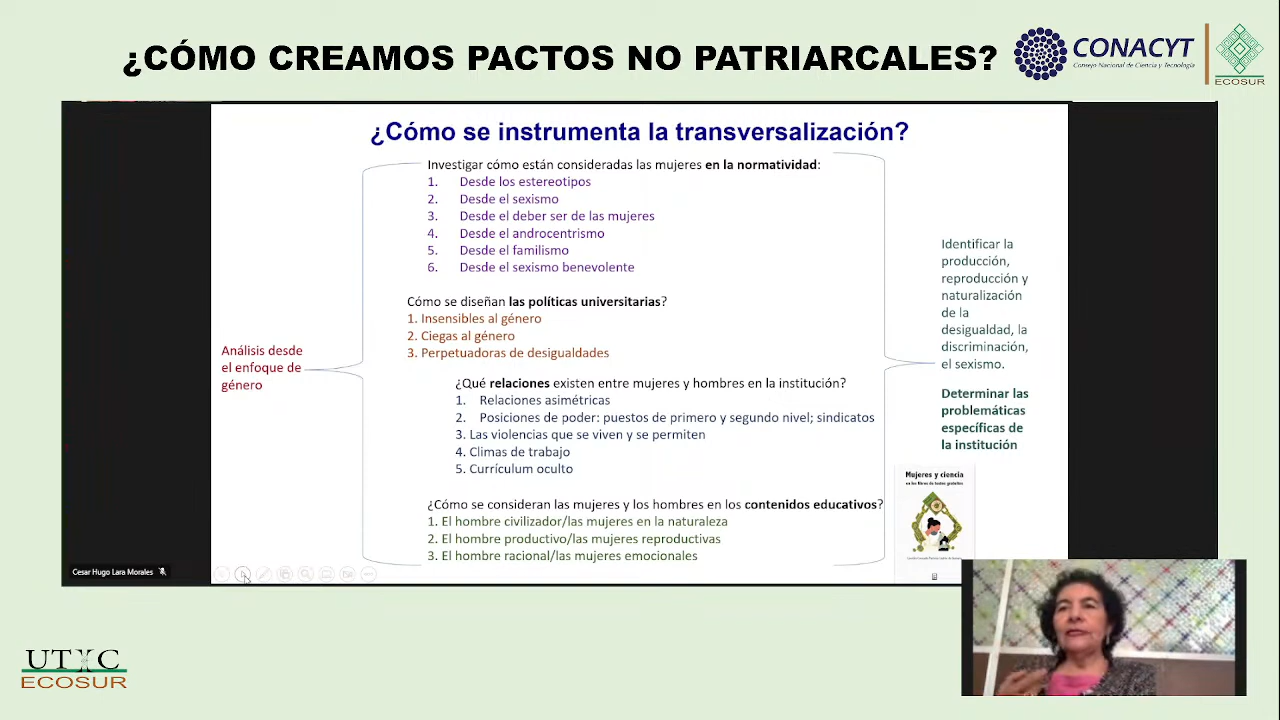 ¿CÓMO CREAMOS PACTOS NO PATRIARCALES?
CONACYT
Consejo Nacional de Ciencia y Tecnología
ECOSUR
¿Cómo se instrumenta la transversalización?
Análisis desde
el enfoque de
género
Investigar cómo están consideradas las mujeres en la normatividad:
1. Desde los estereotipos
2. Desde el sexismo
3. Desde el deber ser de las mujeres
4. Desde el androcentrismo
5. Desde el familismo
6. Desde el sexismo benevolente
Cómo se diseñan las políticas universitarias?
1. Insensibles al género
2. Ciegas al género
3. Perpetuadoras de desigualdades
¿Qué relaciones existen entre mujeres y hombres en la institución?
1. Relaciones asimétricas
2. Posiciones de poder: puestos de primero y segundo nivel; sindicatos
3. Las violencias que se viven y se permiten
4. Climas de trabajo
5. Currículum oculto
¿Cómo se consideran las mujeres y los hombres en los contenidos educativos?
1. El hombre civilizador/las mujeres en la naturaleza
2. El hombre productivo/las mujeres reproductivas
3. El hombre racional/las mujeres emocionales
Identificar la
producción,
reproducción y
naturalización
de la
desigualdad, la
discriminación,
el sexismo.
Determinar las
problemáticas
específicas de
la institución
Mujeres y ciencia
en los libros de textos gratuitos
Cesar Hugo Lara Morales
UTYC
ECOSUR